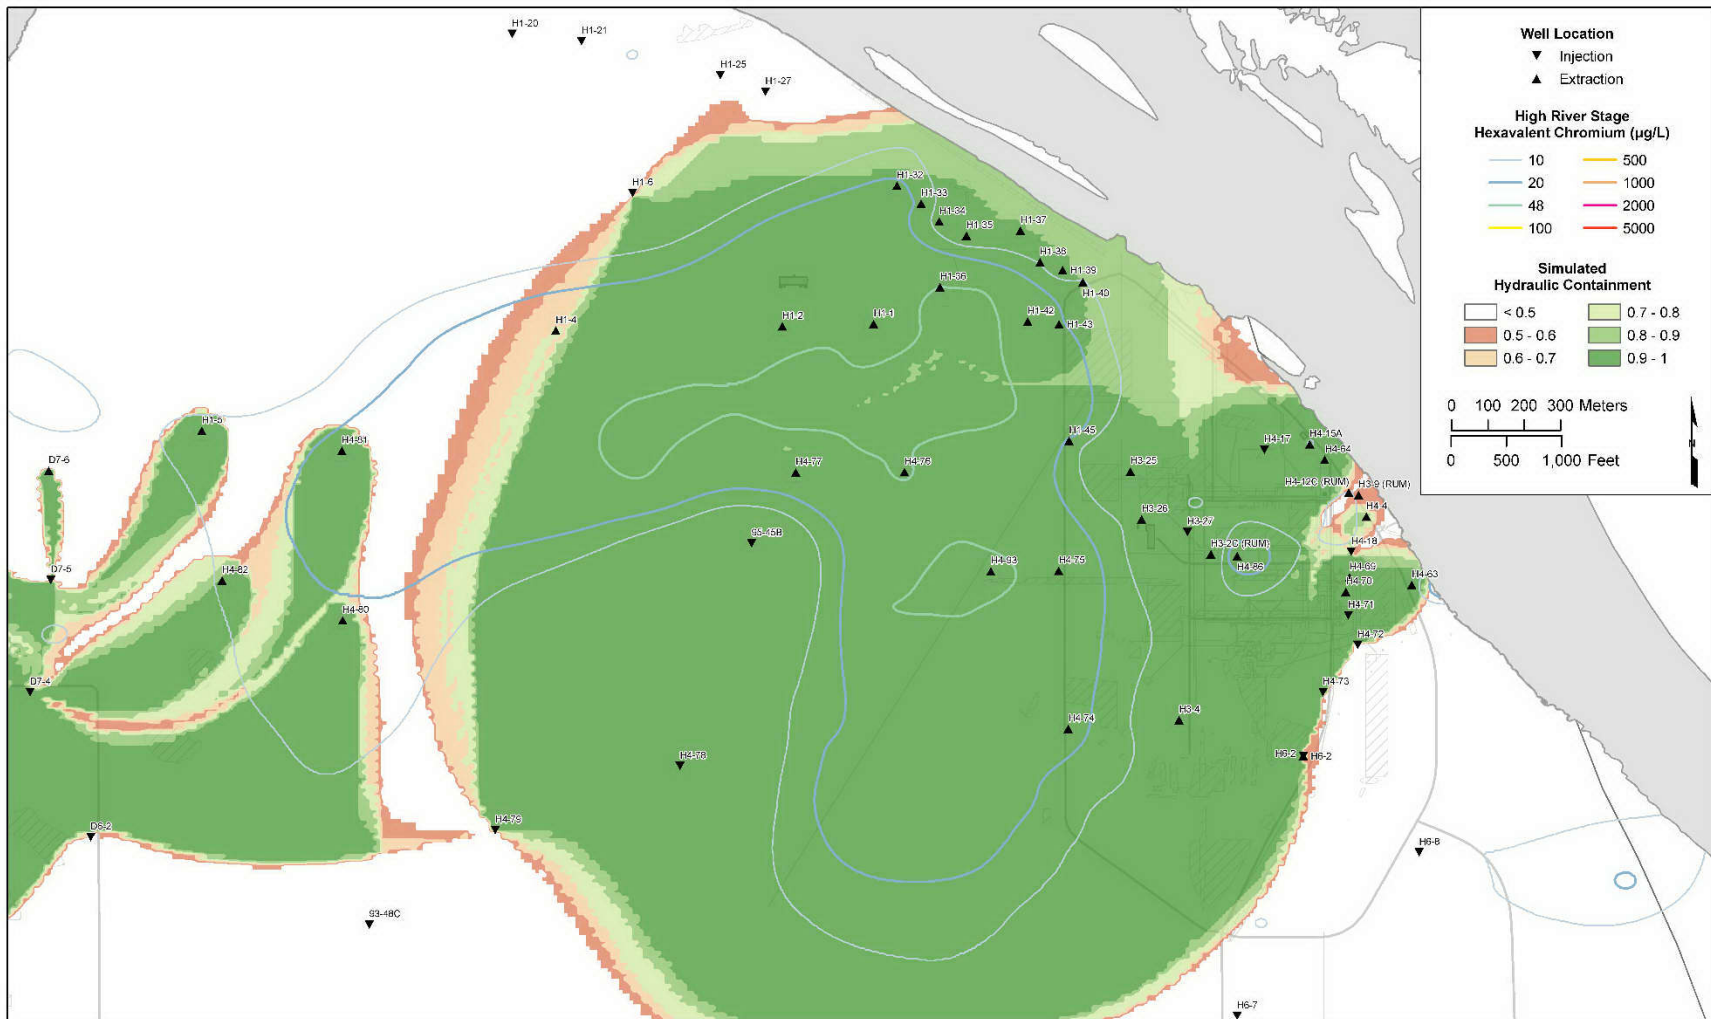 H1-20
H1-21
H1-25
H1-27
H1-6
H1-32
H1-33
H1-34
H1-35
H1-37
H1-38
H1-39
H1-40
H1-36
H1-42
H1-43
H1-2
H1-1
H1-4
H1-5
H4-81
D7-6
H4-77
H4-76
H1-45
H3-25
H4-17
H4-15A
H4-64
H4-12C (RUM)
H3-9 (RUM)
H4-4
H3-26
H3-27
H4-18
95-45B
H3-2C (RUM)
H4-86
H4-93
H4-75
H4-69
H4-70
H4-63
D7-5
H4-82
H4-80
H4-71
H4-72
D7-4
H4-73
H3-4
H4-74
H6-2
H6-2
H4-78
H4-79
D6-2
H6-8
93-48C
H6-7
Well Location
Injection
Extraction
High River Stage
Hexavalent Chromium (µg/L)
10 500
20 1000
48 2000
100 5000
Simulated
Hydraulic Containment
< 0.5 0.7 - 0.8
0.5 - 0.6 0.8 - 0.9
0.6 - 0.7 0.9 - 1
0 100 200 300 Meters
0 500 1,000 Feet
N